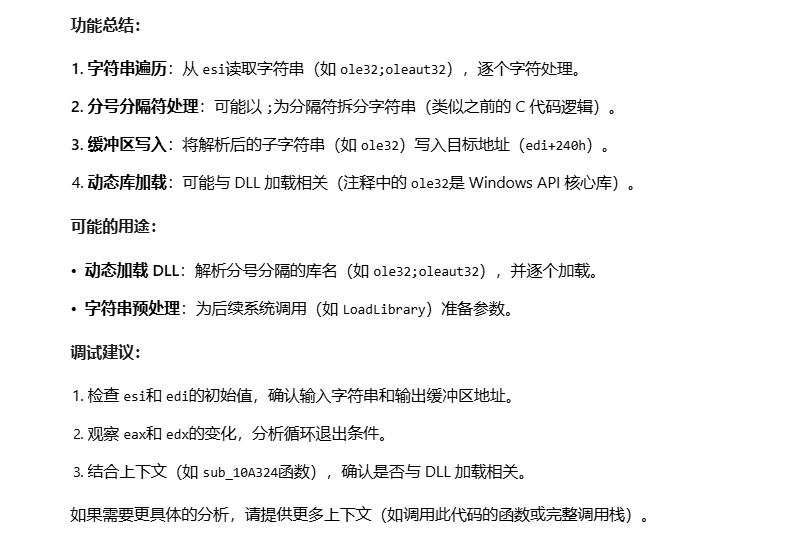 功能总结：
1. 字符串遍历：从 esi读取字符串（如 ole32;oleaut32），逐个字符处理。
2. 分号分隔符处理：可能以 ;为分隔符拆分字符串（类似之前的 C 代码逻辑）。
3. 缓冲区写入：将解析后的子字符串（如 ole32）写入目标地址（edi+240h）。
4. 动态库加载：可能与 DLL 加载相关（注释中的 ole32是 Windows API 核心库）。
可能的用途：
• 动态加载 DLL：解析分号分隔的库名（如 ole32;oleaut32），并逐个加载。
• 字符串预处理：为后续系统调用（如 LoadLibrary）准备参数。
调试建议：
1. 检查 esi和 edi的初始值，确认输入字符串和输出缓冲区地址。
2. 观察 eax和 edx的变化，分析循环退出条件。
3. 结合上下文（如 sub_10A324函数），确认是否与 DLL 加载相关。
如果需要更具体的分析，请提供更多上下文（如调用此代码的函数或完整调用栈）。